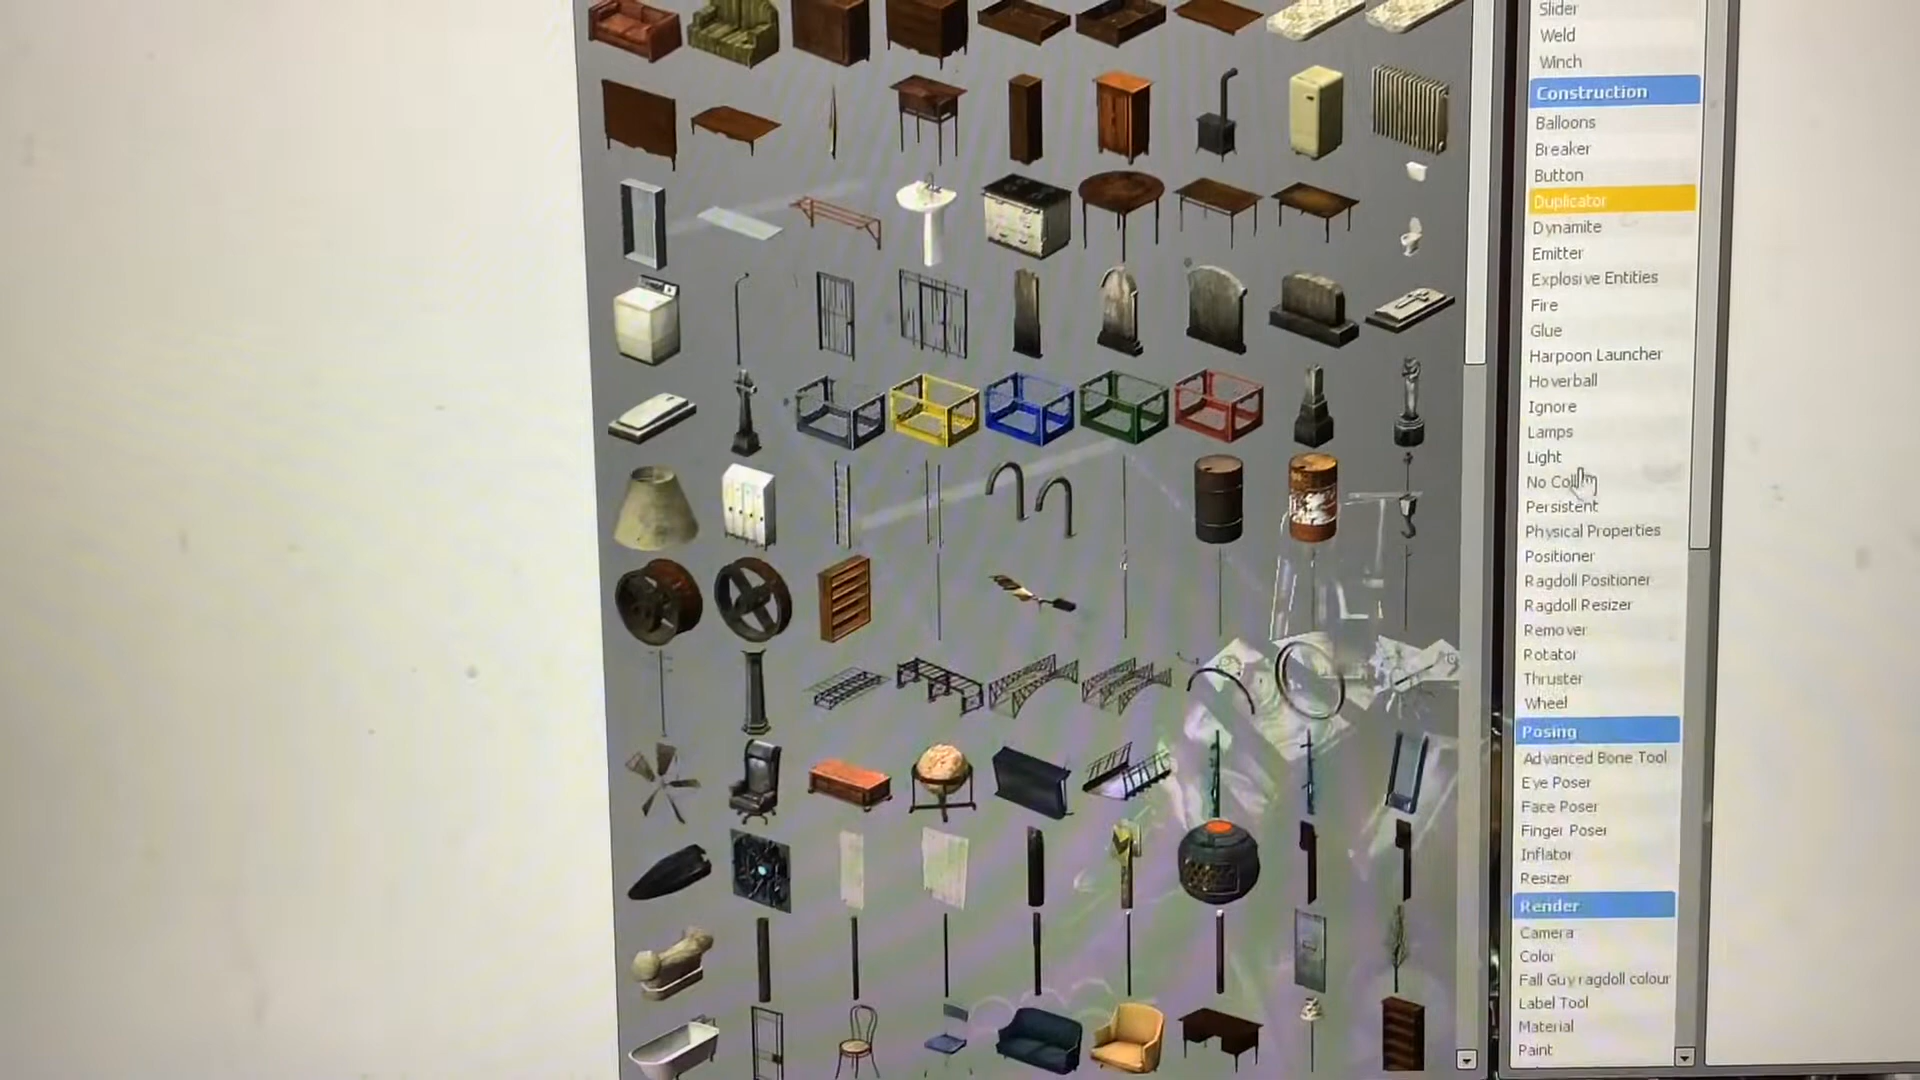 Slider
Weld
Winch
Construction
Balloons
Breaker
Button
Duplicator
Dynamite
Emitter
Explosive Entities
Fire
Glue
Harpoon Launcher
Hoverball
Ignore
Lamps
Light
No Coll
Persistent
Physical Properties
Positioner
Ragdoll Positioner
Ragdoll Resizer
Remover
Rotator
Thruster
Wheel
Posing
Advanced Bone Tool
Eye Poser
Face Poser
Finger Poser
Inflator
Resizer
Render
Camera
Color
Fall Guy ragdoll colour
Label Tool
Material
Paint